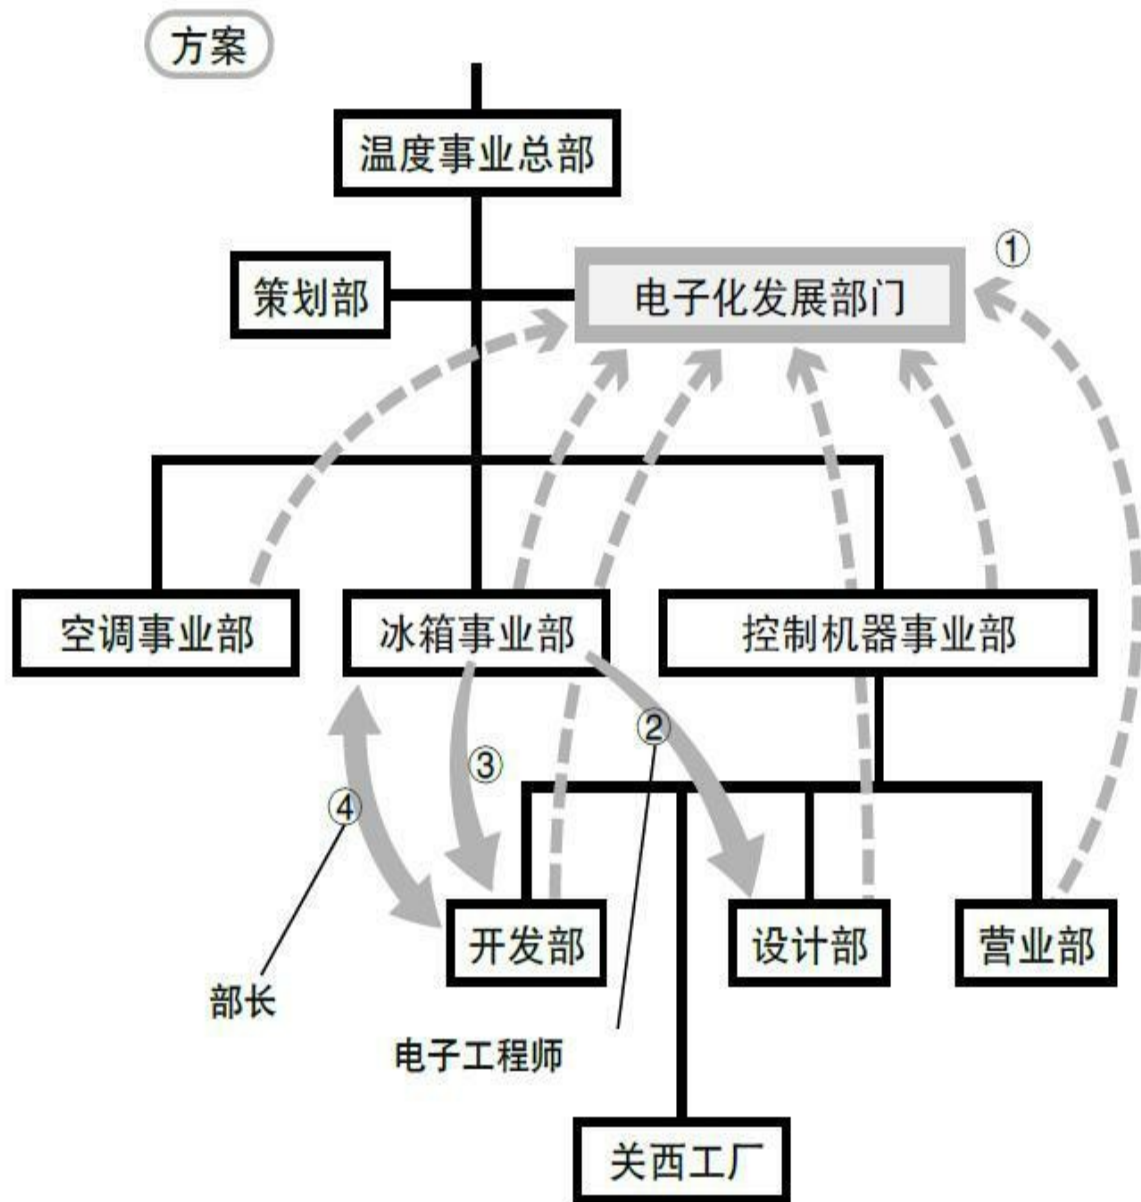 方案
温度事业总部
①
策划部
电子化发展部门
空调事业部
冰箱事业部
控制机器事业部
②
③
④
开发部
设计部
营业部
部长
电子工程师
关西工厂